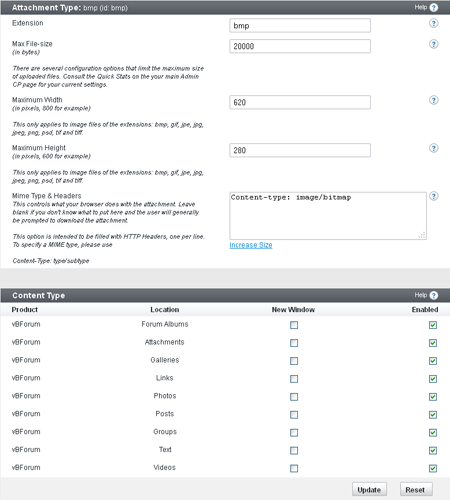 Attachment Type: bmp (id: bmp)
Help ?
Extension
bmp
?
Max File-size
(in bytes)
20000
?
There are several configuration options that limit the maximum size
of uploaded files. Consult the Quick Stats on the your main Admin
CP page for your current settings.
Maximum Width
(in pixels, 800 for example)
620
?
This only applies to image files of the extensions: bmp, gif, jpe, jpg,
jpeg, png, psd, tif and tiff.
Maximum Height
(in pixels, 600 for example)
280
?
This only applies to image files of the extensions: bmp, gif, jpe, jpg,
jpeg, png, psd, tif and tiff.
Mime Type & Headers
This controls what your browser does with the attachment. Leave
blank if you don't know what to put here and the user will generally
be prompted to download the attachment.
Content-type: image/bitmap
?
This option is intended to be filled with HTTP Headers, one per line.
To specify a MIME type, please use
Increase Size
Content-Type: type/subtype
Content Type
Help ?
Product Location New Window Enabled
vBForum Forum Albums
vBForum Attachments
vBForum Galleries
vBForum Links
vBForum Photos
vBForum Posts
vBForum Groups
vBForum Text
vBForum Videos
Update Reset